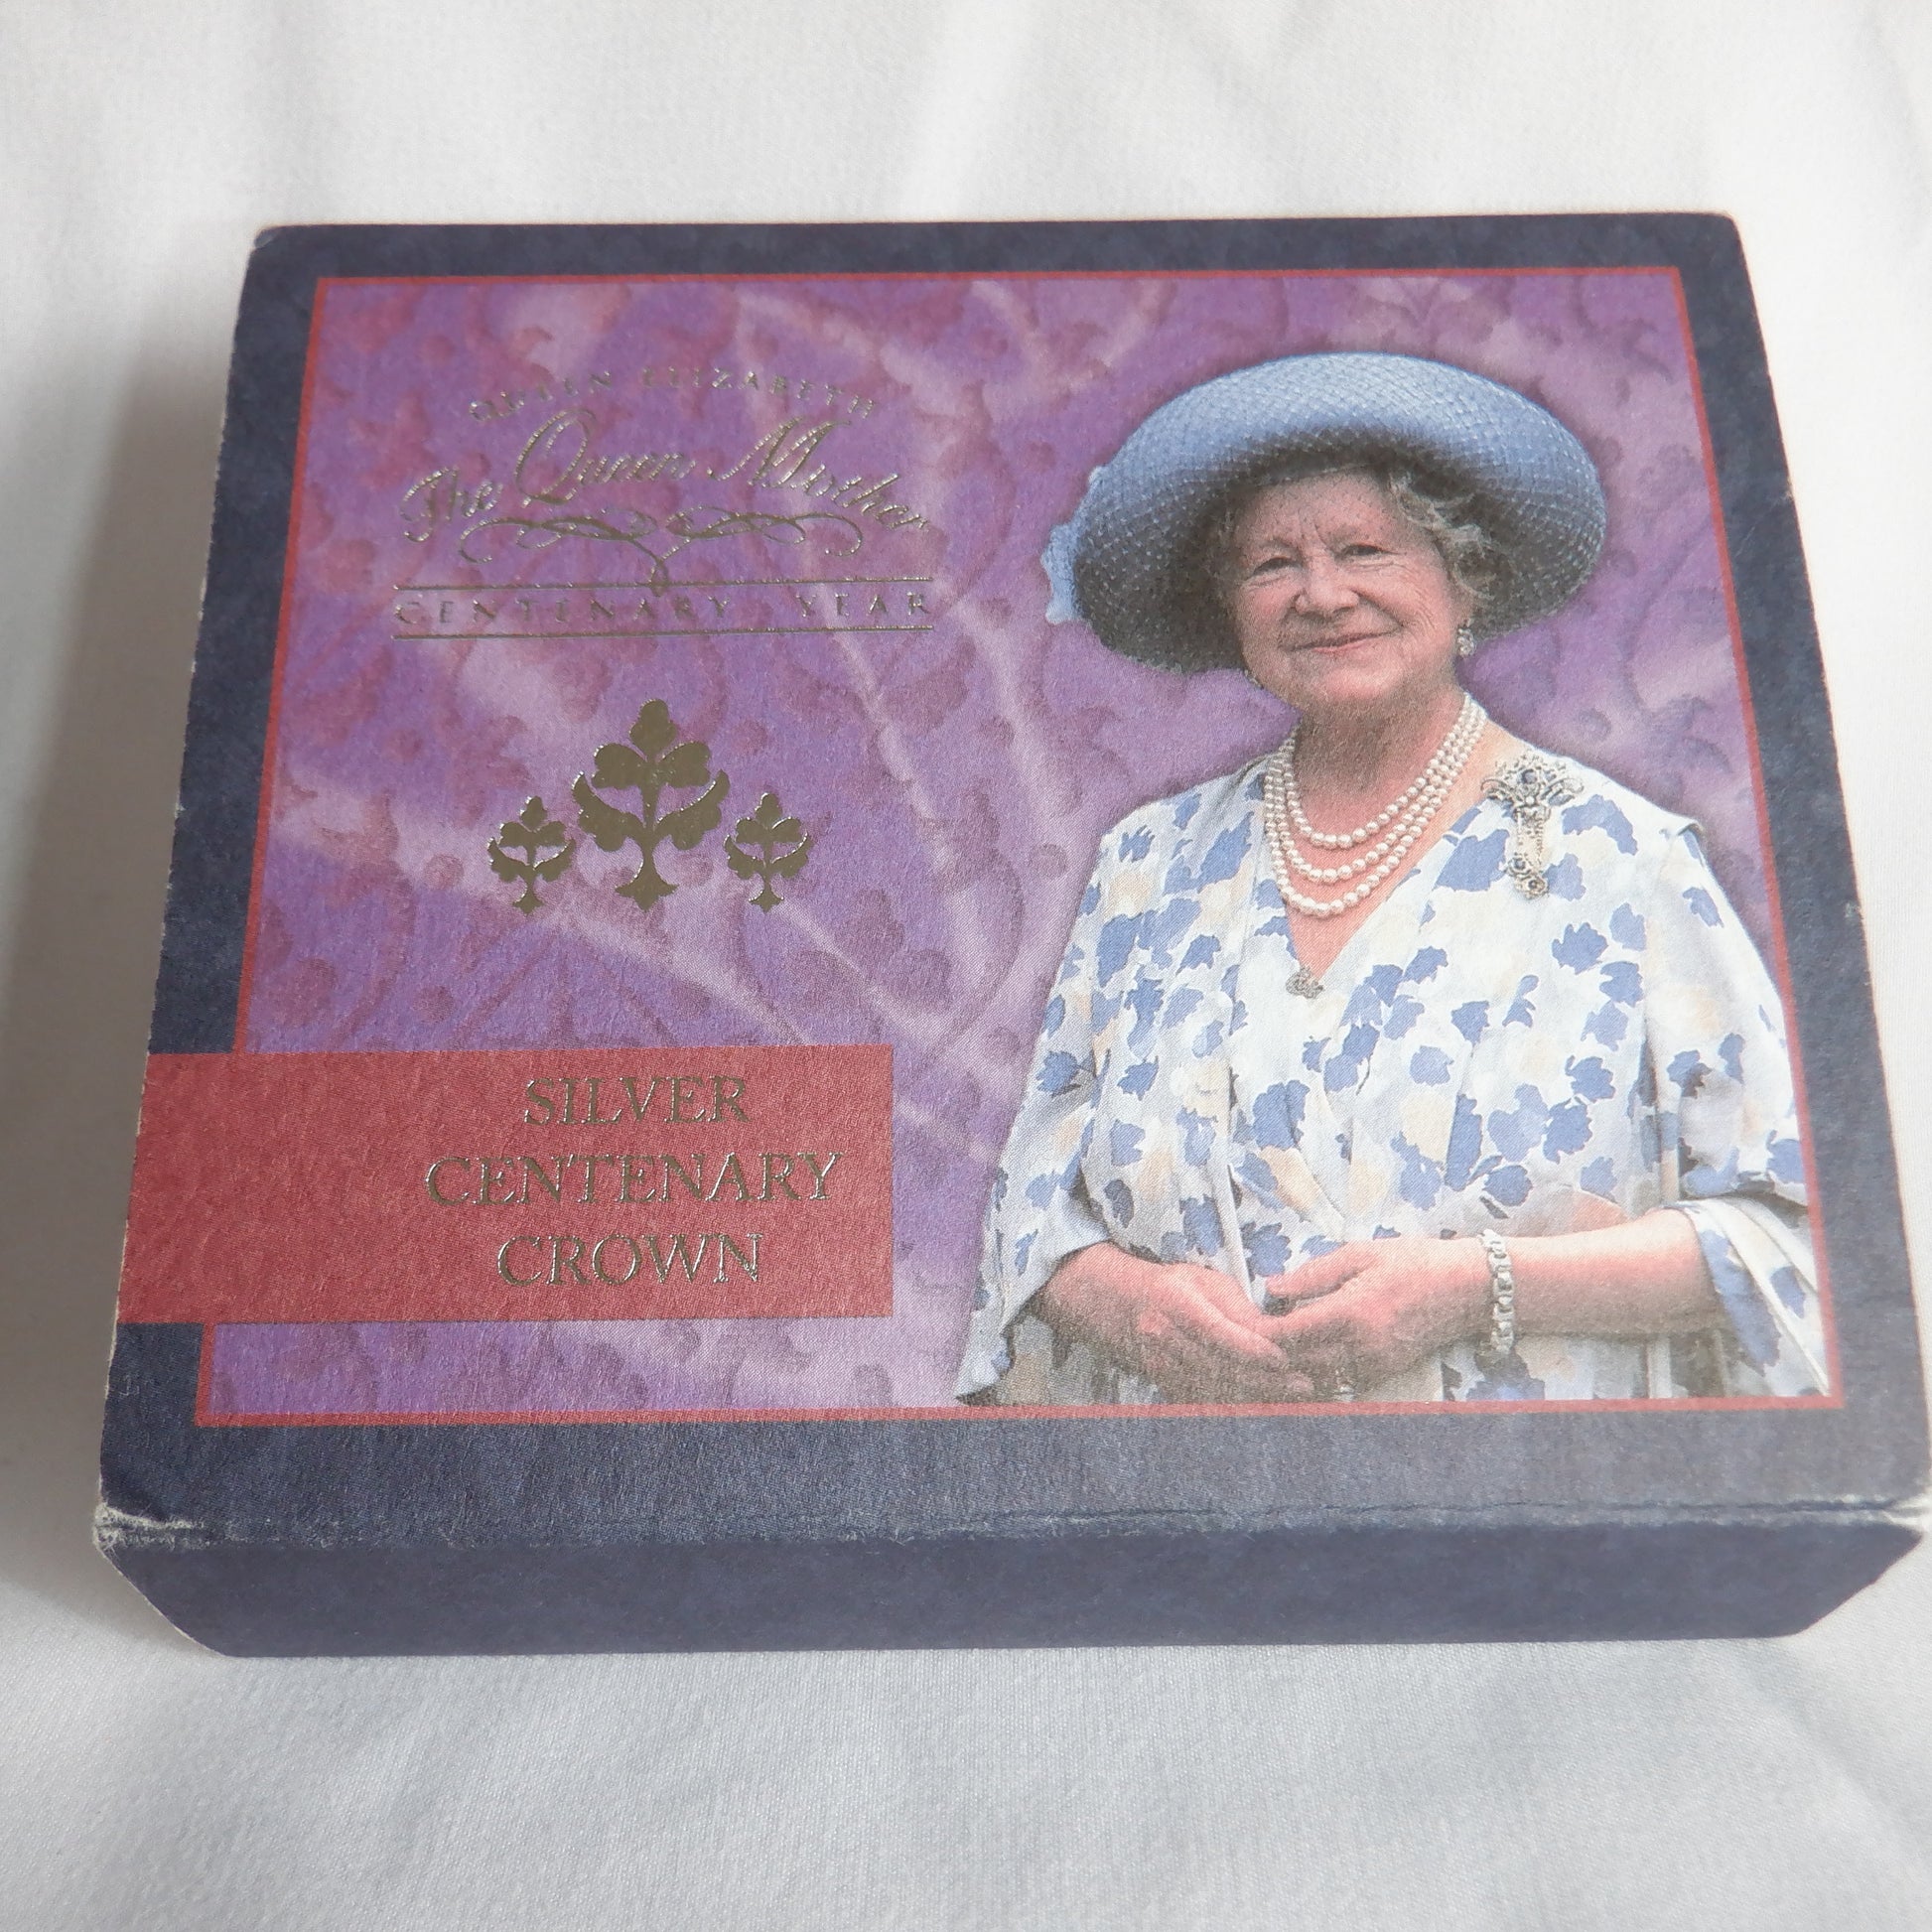 QUEEN ELIZABETH
The Queen Mother
CENTENARY YEAR
SILVER
CENTENARY
CROWN